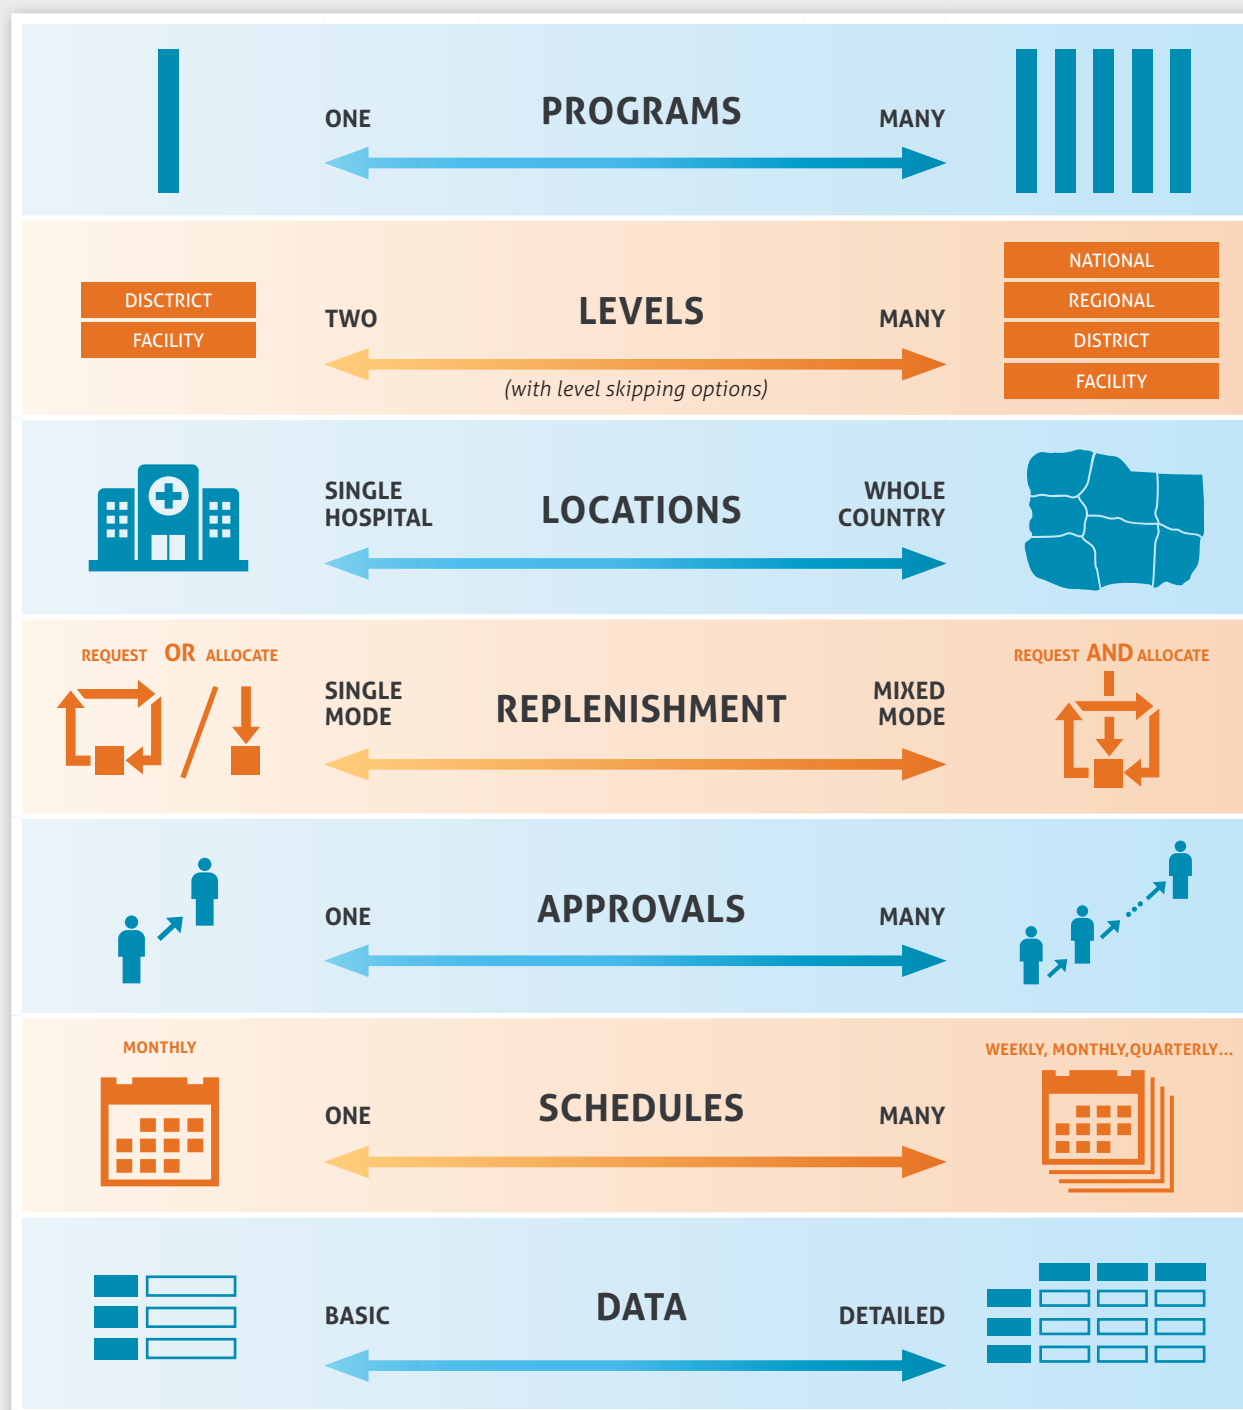 ONE PROGRAMS MANY
DISCTRICT
FACILITY
TWO LEVELS MANY
(with level skipping options)
NATIONAL
REGIONAL
DISTRICT
FACILITY
SINGLE
HOSPITAL
LOCATIONS
WHOLE
COUNTRY
REQUEST OR ALLOCATE
SINGLE
MODE
REPLENISHMENT
MIXED
MODE
REQUEST AND ALLOCATE
ONE APPROVALS MANY
MONTHLY
ONE SCHEDULES MANY
WEEKLY, MONTHLY,QUARTERLY...
BASIC DATA DETAILED